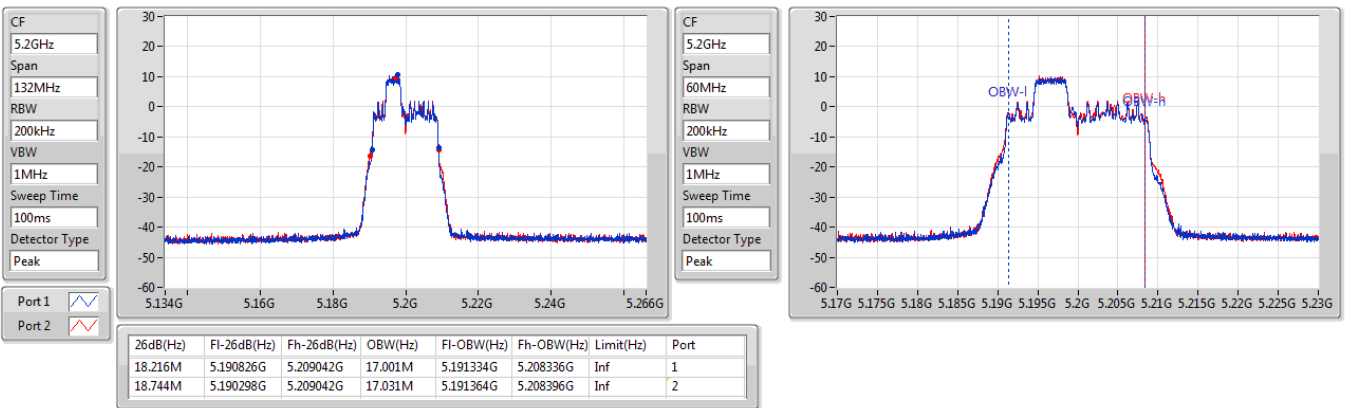 CF
5.2GHz
Span
132MHz
RBW
200kHz
VBW
1MHz
Sweep Time
100ms
Detector Type
Peak
Port 1
Port 2
30
20
10
0
-10
-20
-30
-40
-50
-60
5.134G 5.16G 5.18G 5.2G 5.22G 5.24G 5.266G
CF
5.2GHz
Span
60MHz
RBW
200kHz
VBW
1MHz
Sweep Time
100ms
Detector Type
Peak
30
20
10
0
-10
-20
-30
-40
-50
-60
OBW-l
OBW-h
5.17G 5.175G 5.18G 5.185G 5.19G 5.195G 5.2G 5.205G 5.21G 5.215G 5.22G 5.225G 5.23G
26dB(Hz) Fl-26dB(Hz) Fh-26dB(Hz) OBW(Hz) Fl-OBW(Hz) Fh-OBW(Hz) Limit(Hz) Port
18.216M 5.190826G 5.209042G 17.001M 5.191334G 5.208336G Inf 1
18.744M 5.190298G 5.209042G 17.031M 5.191364G 5.208396G Inf 2